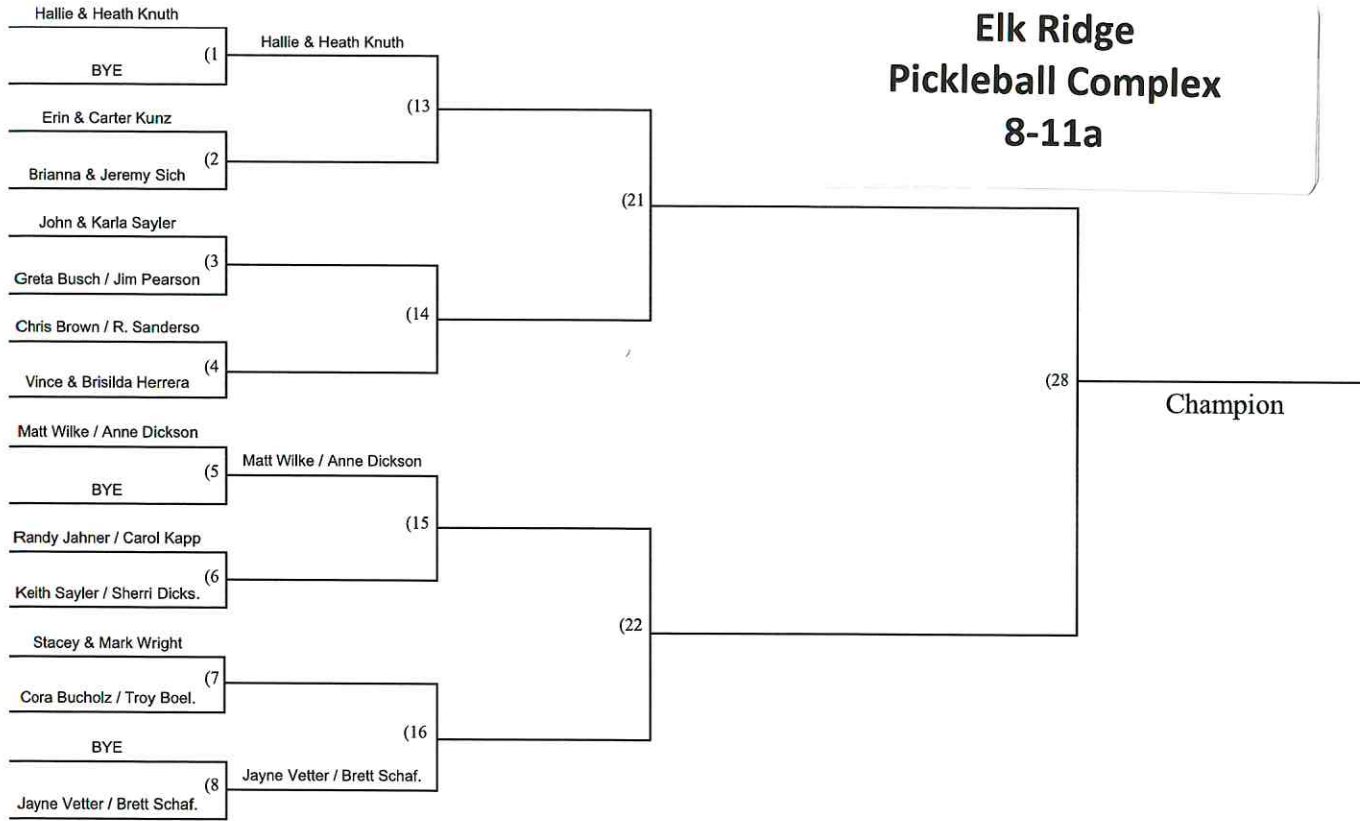 Elk Ridge
Pickleball Complex
8-11a
Hallie & Heath Knuth
(1
BYE
Hallie & Heath Knuth
(13
Erin & Carter Kunz
(2
Brianna & Jeremy Sich
(21
John & Karla Sayler
(3
Greta Busch / Jim Pearson
(14
Chris Brown / R. Sanderso
(4
Vince & Brisilda Herrera
(28
Champion
Matt Wilke / Anne Dickson
(5
BYE
Matt Wilke / Anne Dickson
(15
Randy Jahner / Carol Kapp
(6
Keith Sayler / Sherri Dicks.
(22
Stacey & Mark Wright
(7
Cora Bucholz / Troy Boel.
(16
BYE
(8
Jayne Vetter / Brett Schaf.
Jayne Vetter / Brett Schaf.